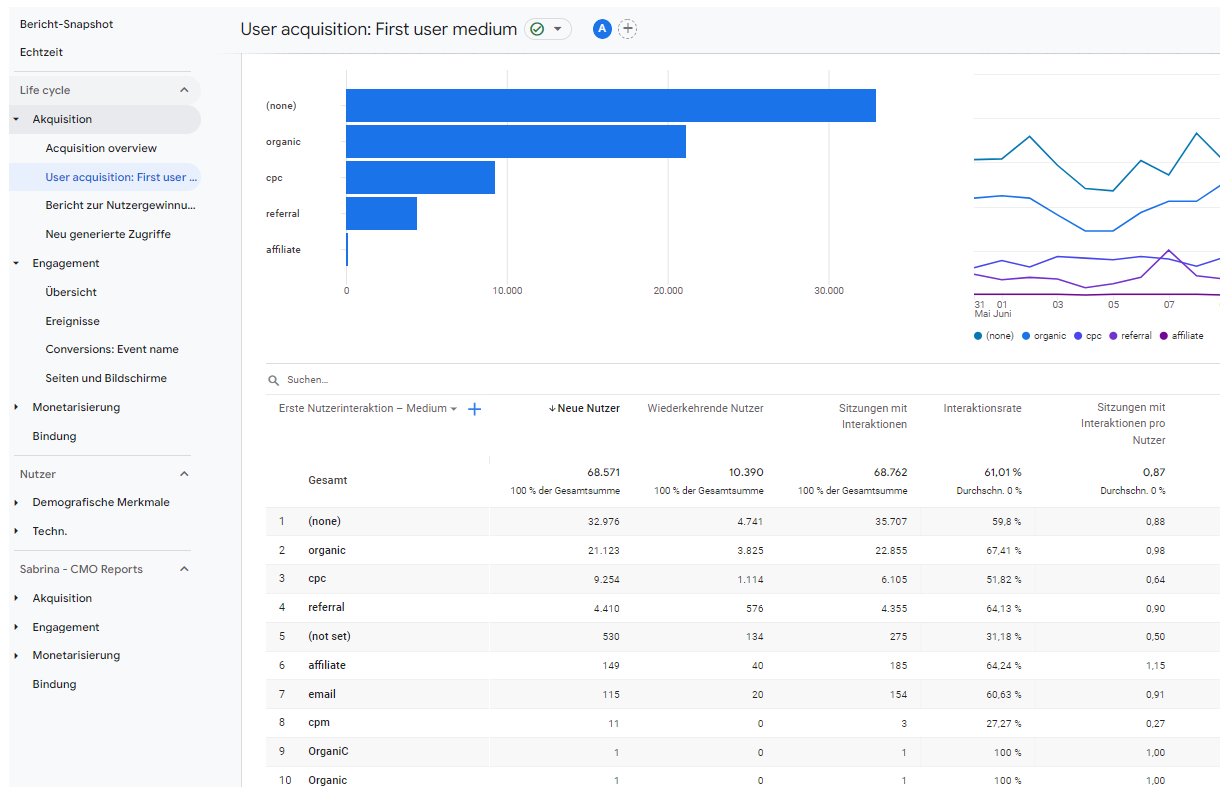 Bericht-Snapshot
Echtzeit
Life cycle
Akquisition
Acquisition overview
User acquisition: First user ...
Bericht zur Nutzergewinnu...
Neu generierte Zugriffe
Engagement
Übersicht
Ereignisse
Conversions: Event name
Seiten und Bildschirme
Monetarisierung
Bindung
Nutzer
Demografische Merkmale
Techn.
Sabrina - CMO Reports
Akquisition
Engagement
Monetarisierung
Bindung
User acquisition: First user medium
A
(none)
organic
cpc
referral
affiliate
0 10.000 20.000 30.000
31 01 03 05 07
Mai Juni
(none) organic cpc referral affiliate
Suchen...
Erste Nutzerinteraktion – Medium
Neue Nutzer
Wiederkehrende Nutzer
Sitzungen mit
Interaktionen
Interaktionsrate
Sitzungen mit
Interaktionen pro
Nutzer
Gesamt
68.571 10.390 68.762 61,01 % 0,87
100 % der Gesamtsumme 100 % der Gesamtsumme 100 % der Gesamtsumme Durchschn. 0 % Durchschn. 0 %
1 (none) 32.976 4.741 35.707 59,8 % 0,88
2 organic 21.123 3.825 22.855 67,41 % 0,98
3 cpc 9.254 1.114 6.105 51,82 % 0,64
4 referral 4.410 576 4.355 64,13 % 0,90
5 (not set) 530 134 275 31,18 % 0,50
6 affiliate 149 40 185 64,24 % 1,15
7 email 115 20 154 60,63 % 0,91
8 cpm 11 0 3 27,27 % 0,27
9 OrganiC 1 0 1 100 % 1,00
10 Organic 1 0 1 100 % 1,00